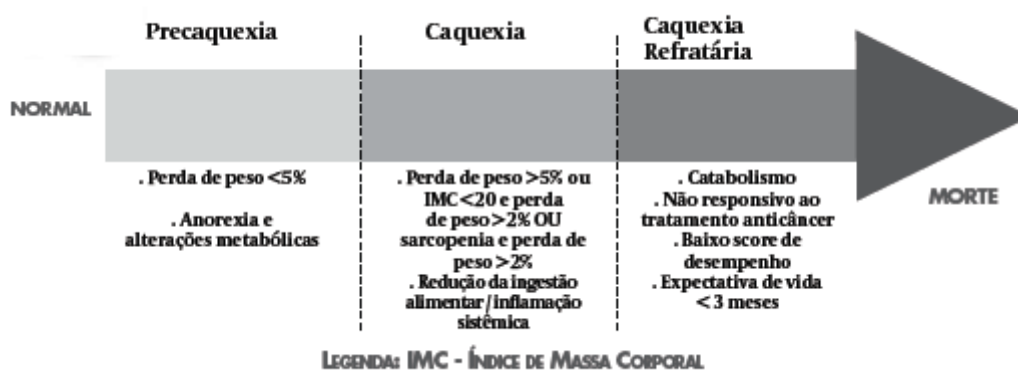 Precaquexia
Caquexia
Caquexia
Refratária
NORMAL
. Perda de peso <5%
. Anorexia e
alterações metabólicas
. Perda de peso >5% ou
IMC<20 e perda
de peso>2% OU
sarcopenia e perda de
peso >2%
. Redução da ingestão
alimentar/inflamação
sistêmica
. Catabolismo
. Não responsivo ao
tratamento anticâncer
. Baixo score de
desempenho
. Expectativa de vida
< 3 meses
MORTE
LEGENDA: IMC - ÍNDICE DE MASSA CORPORAL